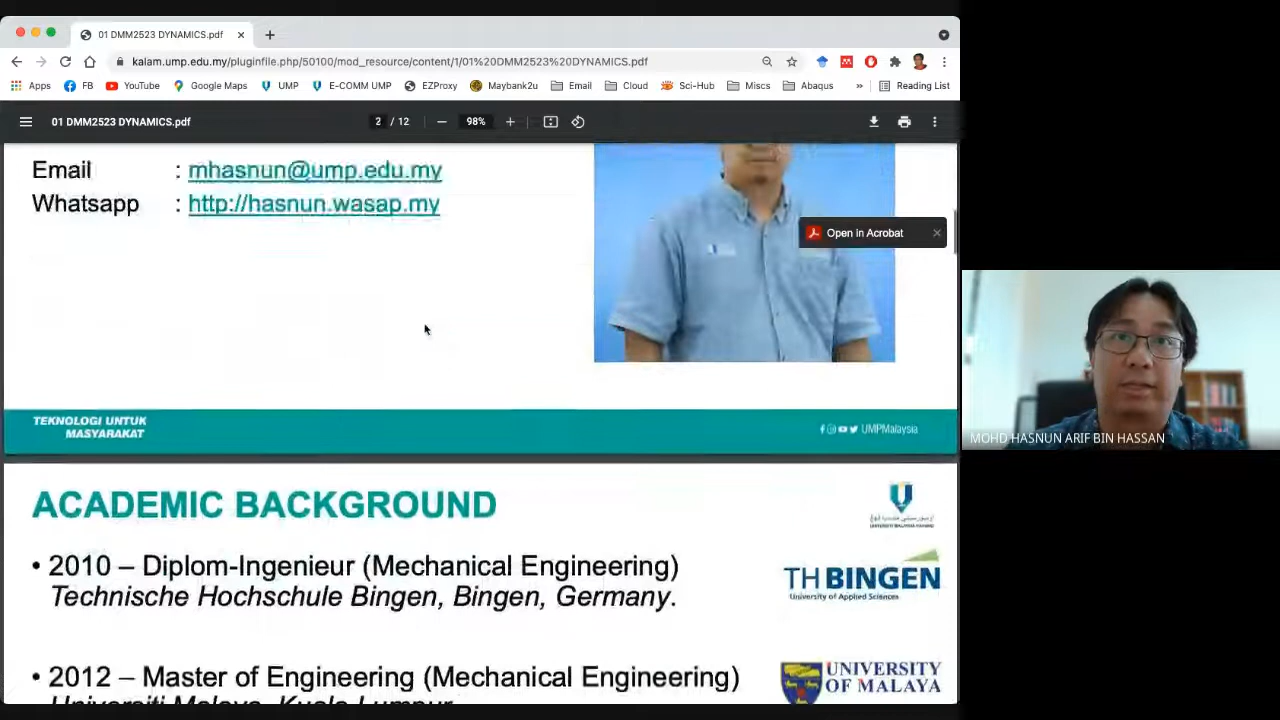 01 DMM2523 DYNAMICS.pdf
kalam.ump.edu.my/pluginfile.php/50100/mod_resource/content/1/01%20DMM2523%20DYNAMICS.pdf
Apps FB YouTube Google Maps UMP E-COMM UMP EZProxy Maybank2u Email Cloud Sci-Hub Miscs Abaqus » Reading List
01 DMM2523 DYNAMICS.pdf 2 / 12 98%
Email : mhasnun@ump.edu.my
Whatsapp : http://hasnun.wasap.my
Open in Acrobat
TEKNOLOGI UNTUK
MASYARAKAT
UMPMalaysia
MOHD HASNUN ARIF BIN HASSAN
ACADEMIC BACKGROUND
• 2010 – Diplom-Ingenieur (Mechanical Engineering)
Technische Hochschule Bingen, Bingen, Germany.
TH BINGEN
University of Applied Sciences
• 2012 – Master of Engineering (Mechanical Engineering)
Universiti Malaya, Kuala Lumpur
UNIVERSITY
OF MALAYA